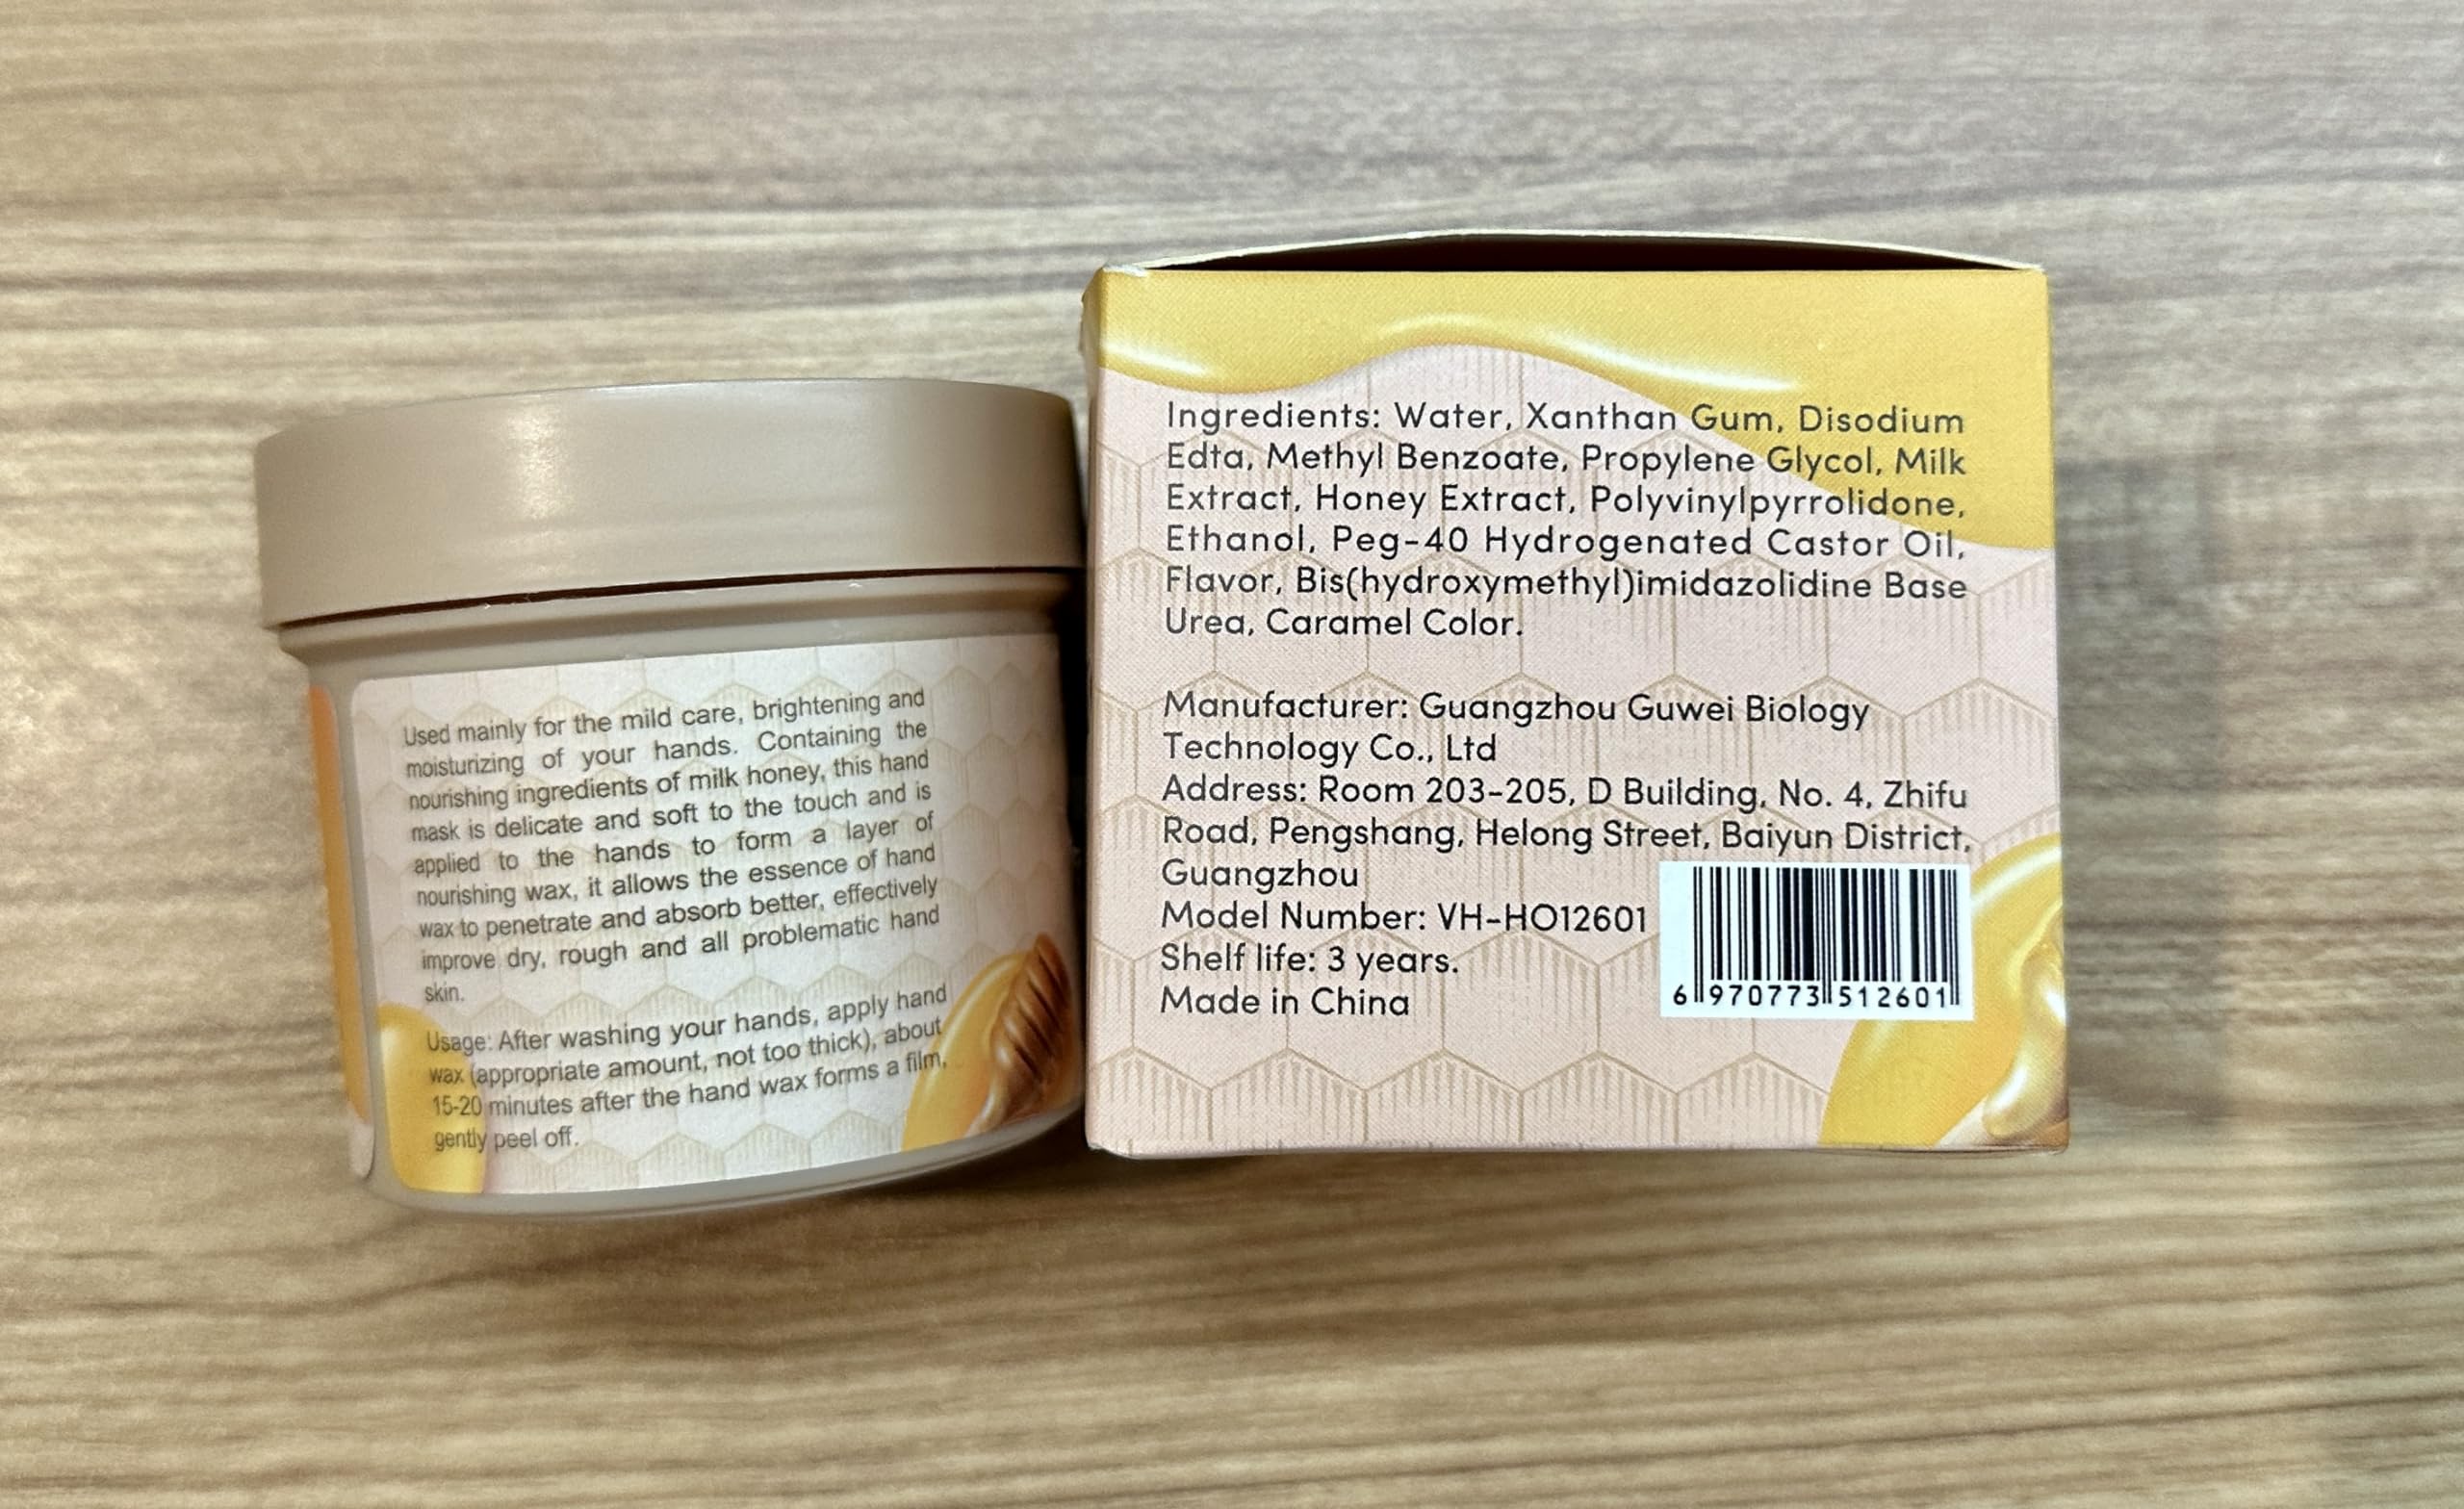 Used mainly for the mild care, brightening and
moisturizing of your hands. Containing the
nourishing ingredients of milk honey, this hand
mask is delicate and soft to the touch and is
applied to the hands to form a layer of
nourishing wax, it allows the essence of hand
wax to penetrate and absorb better, effectively
improve dry, rough and all problematic hand
skin.
Usage: After washing your hands, apply hand
wax (appropriate amount, not too thick), about
15-20 minutes after the hand wax forms a film,
gently peel off.
Ingredients: Water, Xanthan Gum, Disodium
Edta, Methyl Benzoate, Propylene Glycol, Milk
Extract, Honey Extract, Polyvinylpyrrolidone,
Ethanol, Peg-40 Hydrogenated Castor Oil,
Flavor, Bis(hydroxymethyl)imidazolidine Base
Urea, Caramel Color.
Manufacturer: Guangzhou Guwei Biology
Technology Co., Ltd
Address: Room 203-205, D Building, No. 4, Zhifu
Road, Pengshang, Helong Street, Baiyun District,
Guangzhou
Model Number: VH-HO12601
Shelf life: 3 years.
Made in China
6 970773 512601